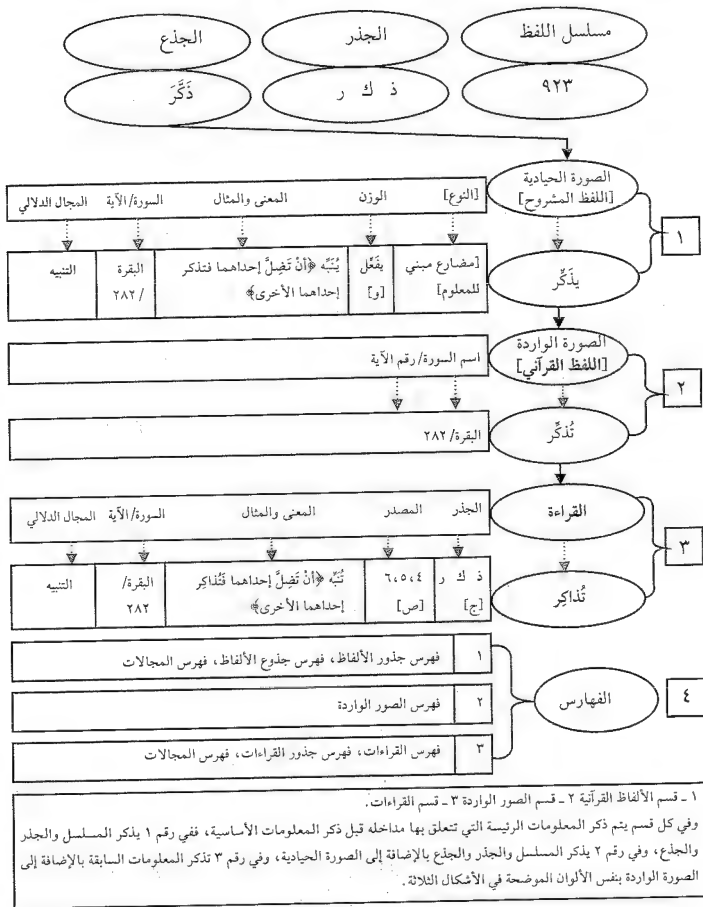 مسلسل اللفظ الجذر الجذع
٩٢٣ ذ ك ر ذَكَّرَ
الصورة الحيادية
[اللفظ المشروح]
[النوع] الوزن المعنى والمثال السورة/الآية المجال الدلالي
١
يذَكِّر
[مضارع مبني يفَعِّل يُنَبِّه ﴿أنْ تَضِلَّ إحداهما فتذكر البقرة التنبيه
للمعلوم] [و] إحداهما الأخرى﴾ /٢٨٢
الصورة الواردة
[اللفظ القرآني]
اسم السورة/ رقم الآية
٢
تُذكِّر
البقرة/ ٢٨٢
القراءة
الجذر المصدر المعنى والمثال السورة/الآية المجال الدلالي
٣
تُذاكِر
ذ ك ر ٦،٥،٤ تُنَبِّه ﴿أنْ تَضِلَّ إحداهما فَتُذاكِر البقرة/ التنبيه
[ج] [ص] إحداهما الأخرى﴾ ٢٨٢
٤
الفهارس
١ فهرس جذور الألفاظ، فهرس جذوع الألفاظ، فهرس المجالات
٢ فهرس الصور الواردة
٣ فهرس القراءات، فهرس جذور القراءات، فهرس المجالات
١ ـ قسم الألفاظ القرآنية ٢ ـ قسم الصور الواردة ٣ ـ قسم القراءات.
وفي كل قسم يتم ذكر المعلومات الرئيسة التي تتعلق بها مداخله قبل ذكر المعلومات الأساسية، ففي رقم ١ يذكر المسلسل والجذر
والجذع، وفي رقم ٢ يذكر المسلسل والجذر والجذع بالإضافة إلى الصورة الحيادية، وفي رقم ٣ تذكر المعلومات السابقة بالإضافة إلى
الصورة الواردة بنفس الألوان الموضحة في الأشكال الثلاثة.